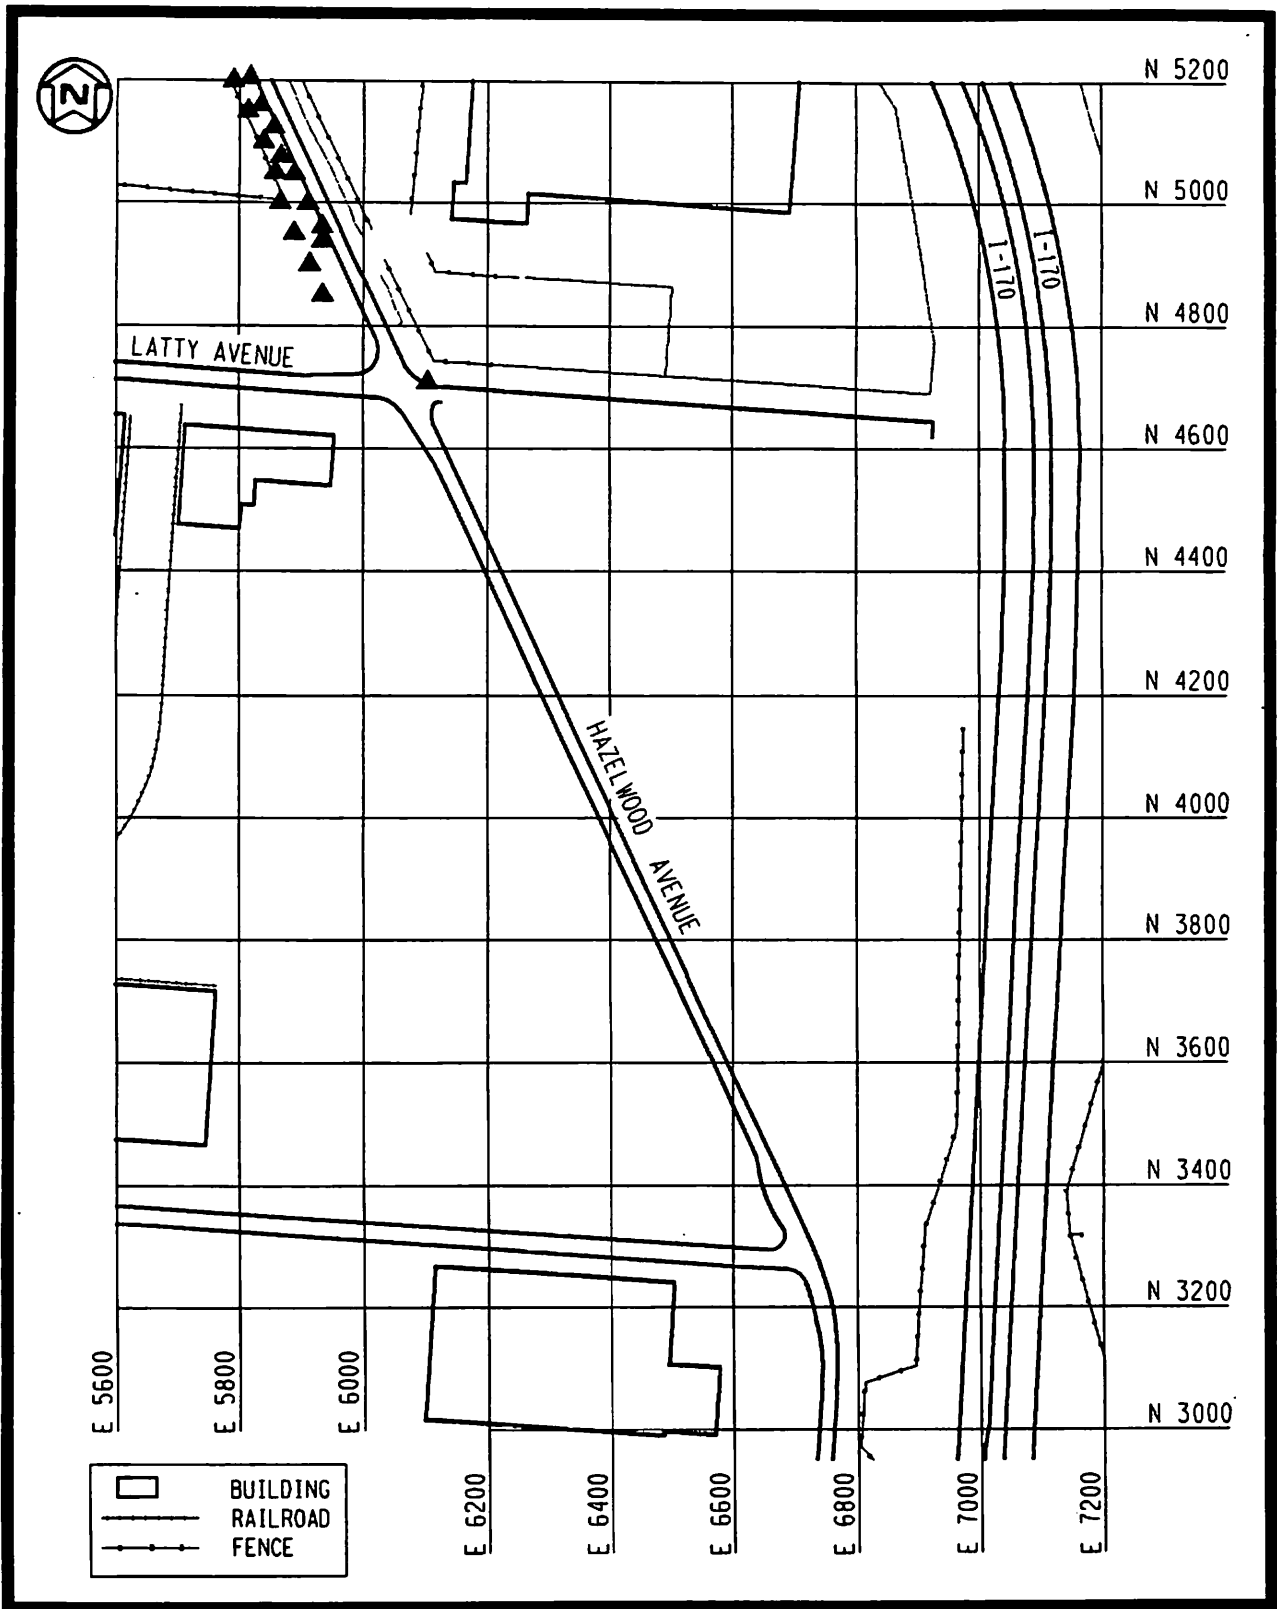 N
N 5200
N 5000
I-170
I-170
N 4800
LATTY AVENUE
N 4600
N 4400
N 4200
HAZELWOOD AVENUE
N 4000
N 3800
N 3600
N 3400
N 3200
N 3000
E 5600
E 5800
E 6000
E 6200
E 6400
E 6600
E 6800
E 7000
E 7200
BUILDING
RAILROAD
FENCE